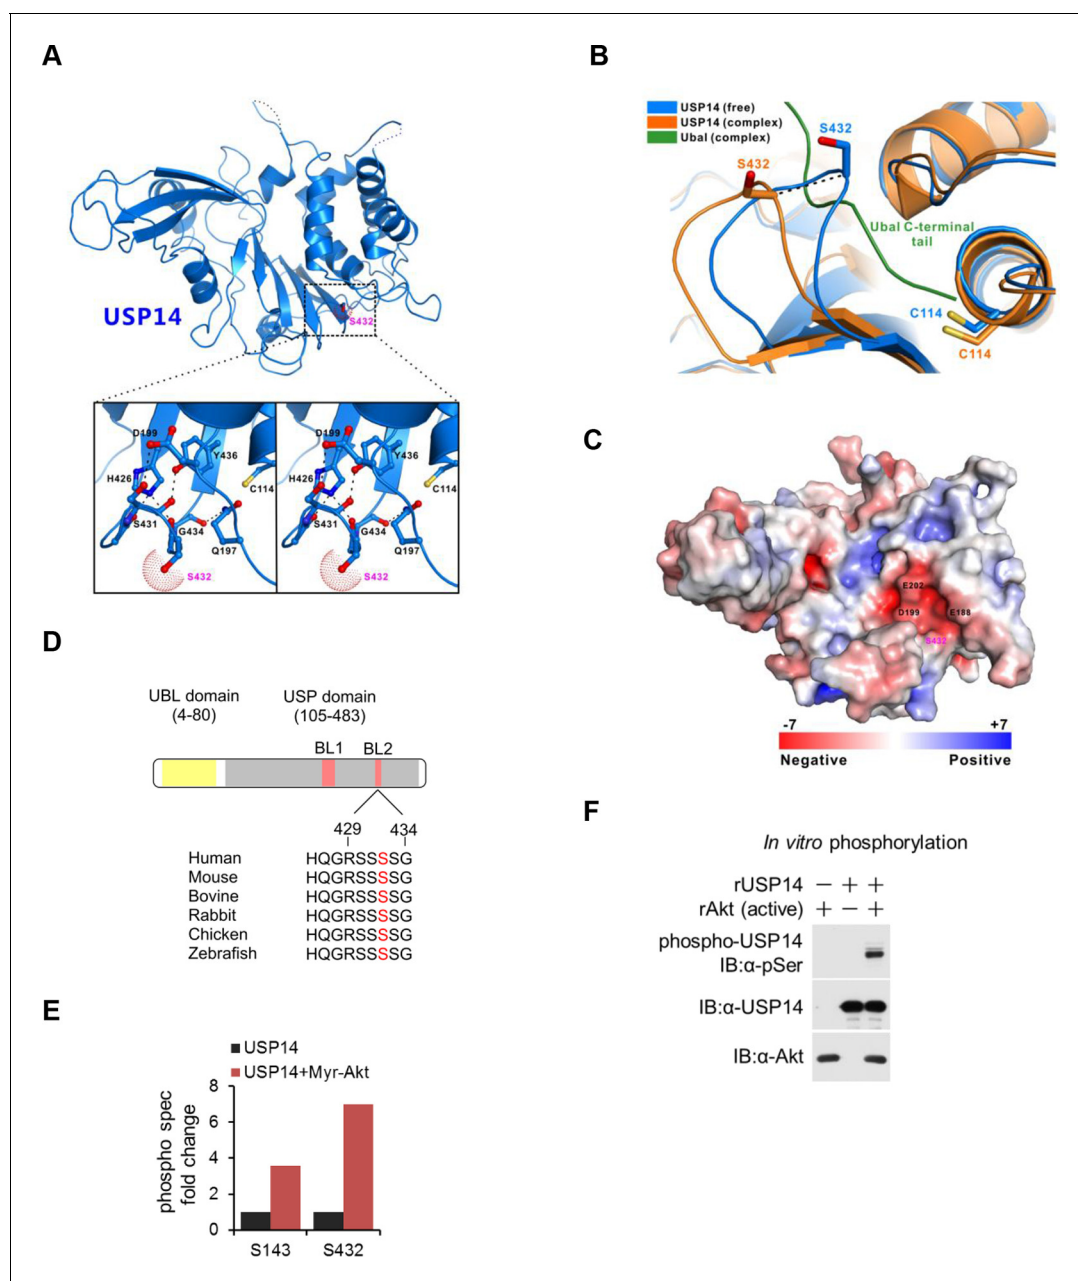 A
USP14
S432
D199
Y436
H426
C114
S431
G434
Q197
S432
D199
Y436
H426
C114
S431
G434
Q197
S432
B
USP14 (free)
USP14 (complex)
Ubal (complex)
S432
S432
Ubal C-terminal
tail
C114
C114
C
E202
D199
E188
S432
-7
+7
Negative
Positive
D
UBL domain
(4-80)
USP domain
(105-483)
BL1
BL2
429
434
Human HQGRSSSSG
Mouse HQGRSSSSG
Bovine HQGRSSSSG
Rabbit HQGRSSSSG
Chicken HQGRSSSSG
Zebrafish HQGRSSSSG
E
USP14
USP14+Myr-Akt
phospho spec
fold change
8
6
4
2
0
S143
S432
F
In vitro phosphorylation
rUSP14 − + +
rAkt (active) + − +
phospho-USP14
IB:α-pSer
IB:α-USP14
IB:α-Akt